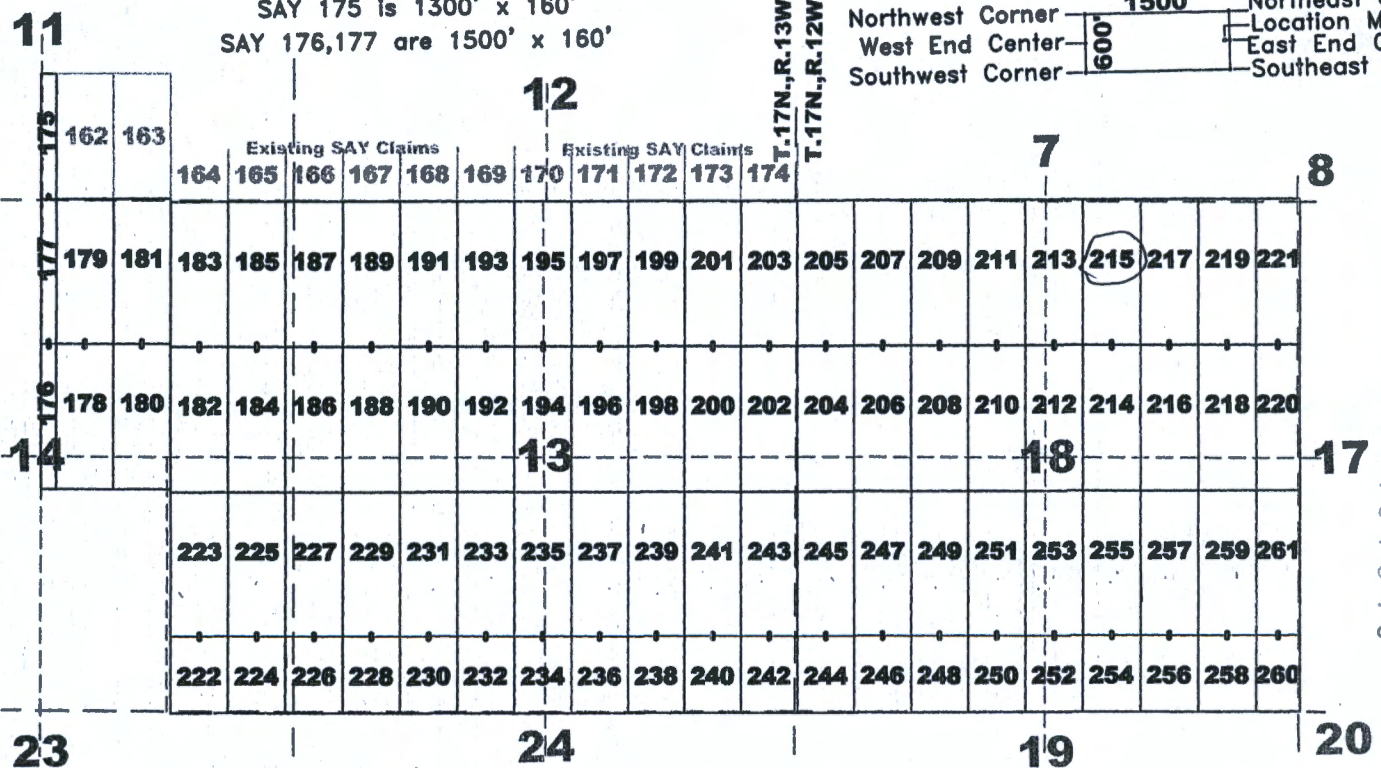 11
SAY 175 is 1300' x 160'
SAY 176,177 are 1500' x 160'
T.17N.,R.13W
T.17N.,R.12W
1500'
Northwest Corner
West End Center
Southwest Corner
600'
Location
East End
Southeast
12
7
8
175
162 163
Existing SAY Claims
Existing SAY Claims
164 165 166 167 168 169 170 171 172 173 174
177 179 181 183 185 187 189 191 193 195 197 199 201 203 205 207 209 211 213 215 217 219 221
176 178 180 182 184 186 188 190 192 194 196 198 200 202 204 206 208 210 212 214 216 218 220
14 13 18 17
223 225 227 229 231 233 235 237 239 241 243 245 247 249 251 253 255 257 259 261
222 224 226 228 230 232 234 236 238 240 242 244 246 248 250 252 254 256 258 260
23 24 19 20